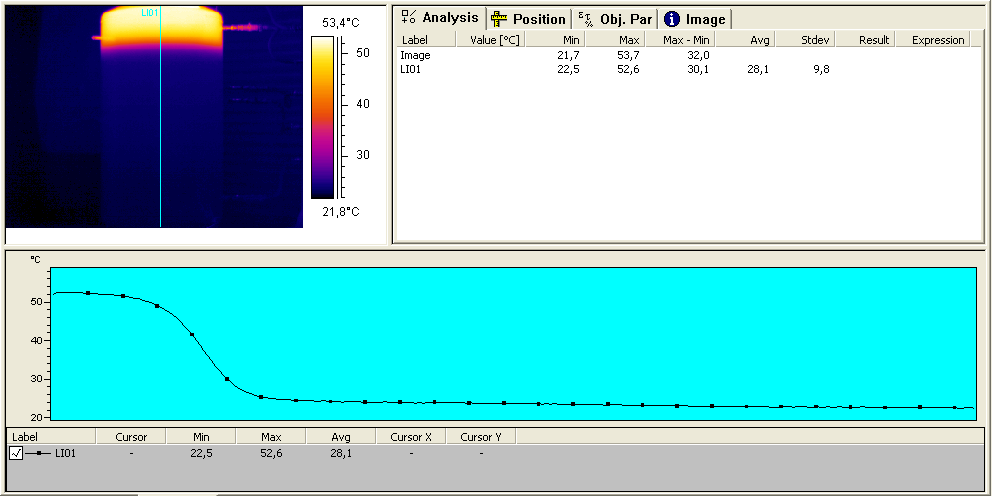 LI01
53,4°C
50
40
30
21,8°C
Analysis Position Obj. Par Image
Label Value [°C] Min Max Max - Min Avg Stdev Result Expression
Image 21,7 53,7 32,0
LI01 22,5 52,6 30,1 28,1 9,8
°C
50
40
30
20
Label Cursor Min Max Avg Cursor X Cursor Y
LI01 - 22,5 52,6 28,1 - -